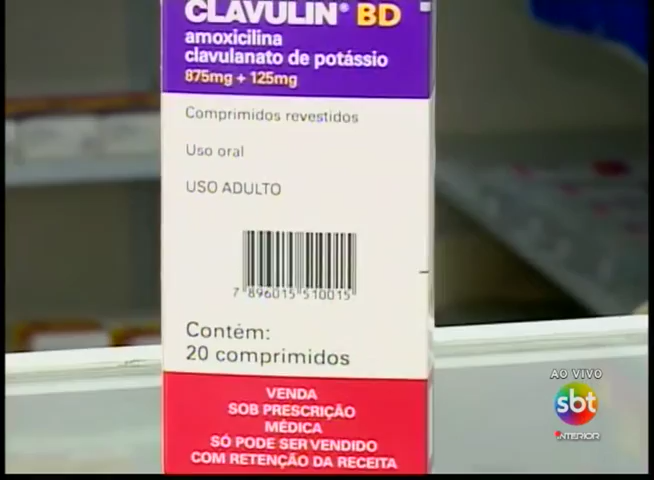 CLAVULIN® BD
amoxicilina
clavulanato de potássio
875mg + 125mg
Comprimidos revestidos
Uso oral
USO ADULTO
7 896015 510015
Contém:
20 comprimidos
VENDA
SOB PRESCRIÇÃO
MÉDICA
SÓ PODE SER VENDIDO
COM RETENÇÃO DA RECEITA
AO VIVO
sbt
INTERIOR